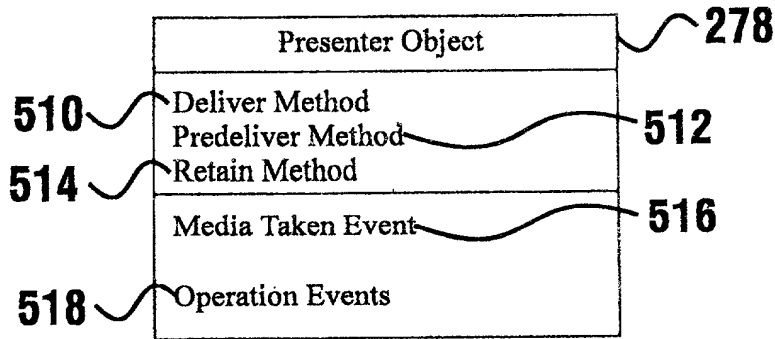 Presenter Object 278
510 Deliver Method
Predeliver Method 512
514 Retain Method
Media Taken Event 516
518 Operation Events